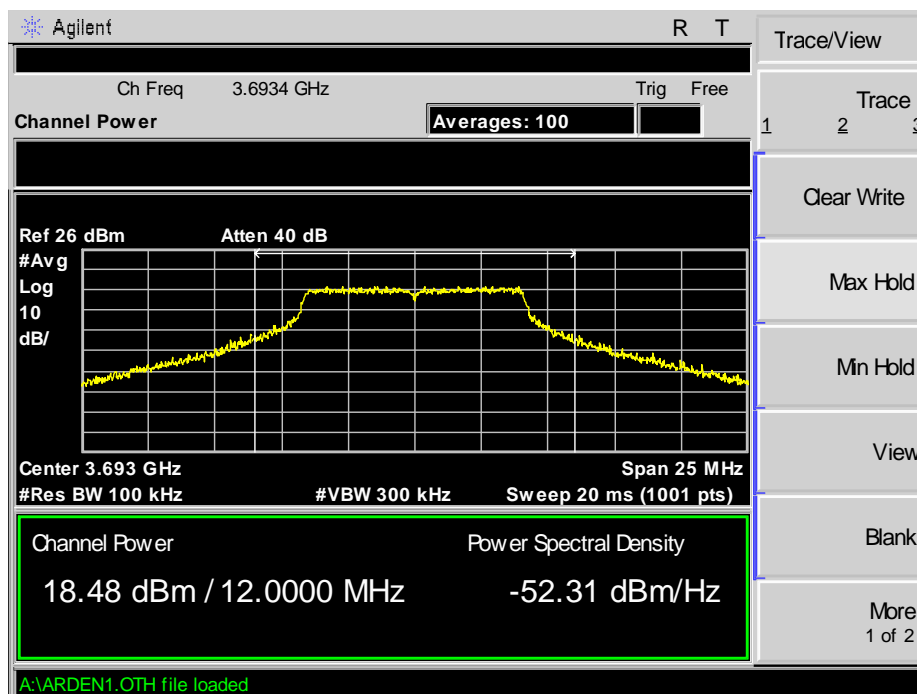 Agilent R T
Trace/View
Ch Freq 3.6934 GHz Trig Free
Channel Power Averages: 100
Trace
1 2 3
Clear Write
Ref 26 dBm Atten 40 dB
#Avg
Log
10
dB/
Max Hold
Min Hold
View
Center 3.693 GHz Span 25 MHz
#Res BW 100 kHz #VBW 300 kHz Sweep 20 ms (1001 pts)
Channel Power Power Spectral Density
18.48 dBm / 12.0000 MHz -52.31 dBm/Hz
Blank
More
1 of 2
A:\ARDEN1.OTH file loaded